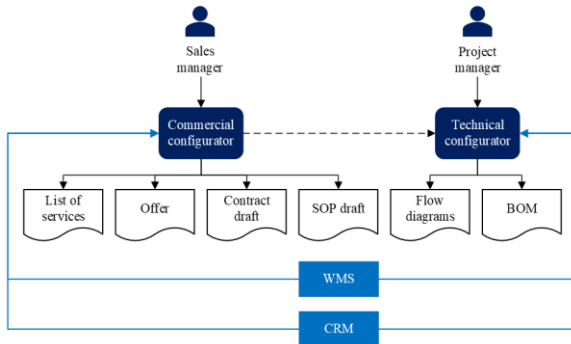 Sales
manager
Project
manager
Commercial
configurator
Technical
configurator
List of
services
Offer
Contract
draft
SOP draft
Flow
diagrams
BOM
WMS
CRM